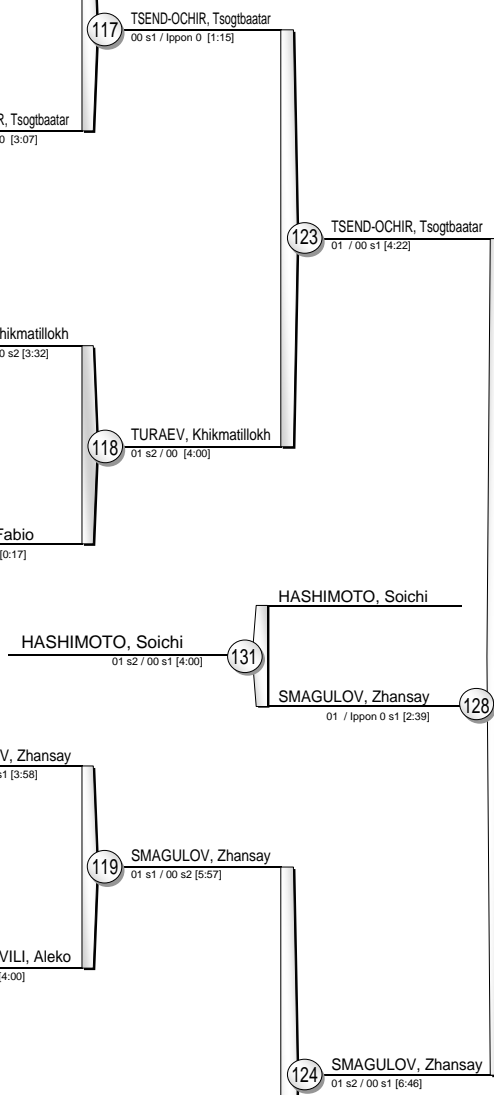 117
TSEND-OCHIR, Tsogtbaatar
00 s1 / Ippon 0 [1:15]
R, Tsogtbaatar
0 [3:07]
123
TSEND-OCHIR, Tsogtbaatar
01 / 00 s1 [4:22]
hikmatillokh
0 s2 [3:32]
118
TURAEV, Khikmatillokh
01 s2 / 00 [4:00]
Fabio
[0:17]
HASHIMOTO, Soichi
HASHIMOTO, Soichi
01 s2 / 00 s1 [4:00]
131
SMAGULOV, Zhansay
01 / Ippon 0 s1 [2:39]
128
V, Zhansay
s1 [3:58]
119
SMAGULOV, Zhansay
01 s1 / 00 s2 [5:57]
VILI, Aleko
[4:00]
124
SMAGULOV, Zhansay
01 s2 / 00 s1 [6:46]